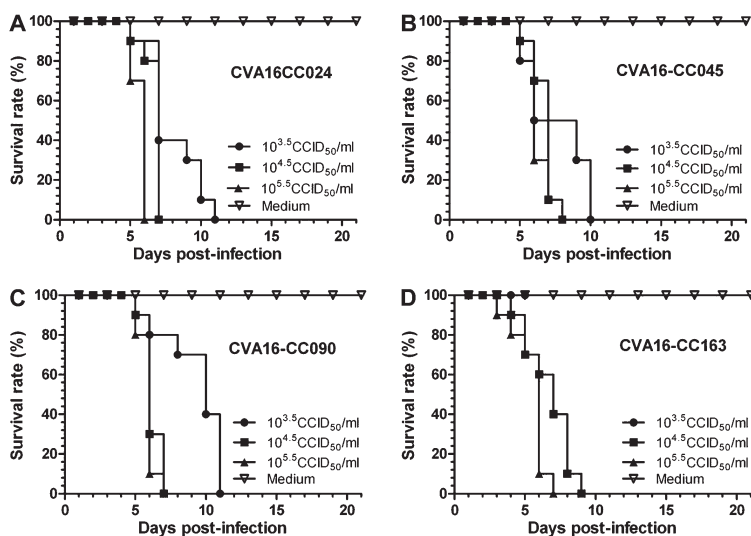 A
CVA16CC024
Survival rate (%)
100
80
60
40
20
0
10^3.5CCID50/ml
10^4.5CCID50/ml
10^5.5CCID50/ml
Medium
0 5 10 15 20
Days post-infection
B
CVA16-CC045
Survival rate (%)
100
80
60
40
20
0
10^3.5CCID50/ml
10^4.5CCID50/ml
10^5.5CCID50/ml
Medium
0 5 10 15 20
Days post-infection
C
CVA16-CC090
Survival rate (%)
100
80
60
40
20
0
10^3.5CCID50/ml
10^4.5CCID50/ml
10^5.5CCID50/ml
Medium
0 5 10 15 20
Days post-infection
D
CVA16-CC163
Survival rate (%)
100
80
60
40
20
0
10^3.5CCID50/ml
10^4.5CCID50/ml
10^5.5CCID50/ml
Medium
0 5 10 15 20
Days post-infection